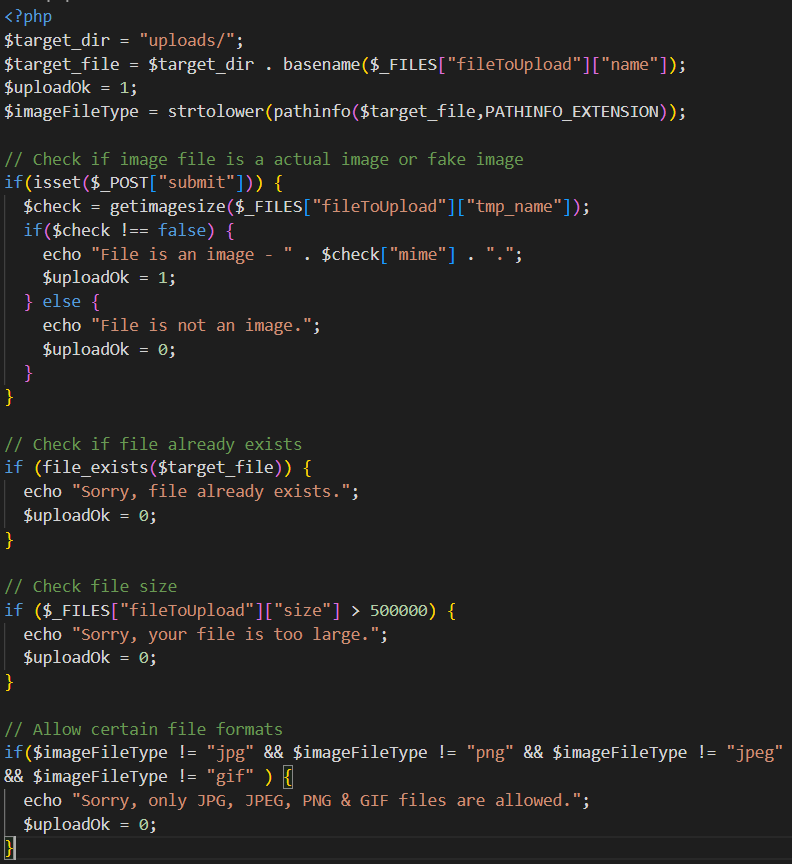 <?php
$target_dir = "uploads/";
$target_file = $target_dir . basename($_FILES["fileToUpload"]["name"]);
$uploadOk = 1;
$imageFileType = strtolower(pathinfo($target_file,PATHINFO_EXTENSION));

// Check if image file is a actual image or fake image
if(isset($_POST["submit"])) {
  $check = getimagesize($_FILES["fileToUpload"]["tmp_name"]);
  if($check !== false) {
    echo "File is an image - " . $check["mime"] . ".";
    $uploadOk = 1;
  } else {
    echo "File is not an image.";
    $uploadOk = 0;
  }
}

// Check if file already exists
if (file_exists($target_file)) {
  echo "Sorry, file already exists.";
  $uploadOk = 0;
}

// Check file size
if ($_FILES["fileToUpload"]["size"] > 500000) {
  echo "Sorry, your file is too large.";
  $uploadOk = 0;
}

// Allow certain file formats
if($imageFileType != "jpg" && $imageFileType != "png" && $imageFileType != "jpeg"
&& $imageFileType != "gif" ) {
  echo "Sorry, only JPG, JPEG, PNG & GIF files are allowed.";
  $uploadOk = 0;
}